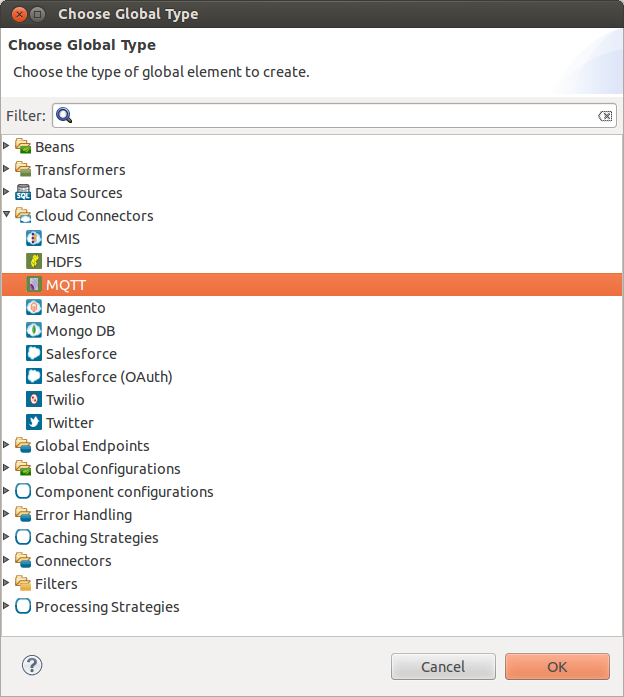 Choose Global Type
Choose Global Type
Choose the type of global element to create.
Filter:
Beans
Transformers
SQL Data Sources
Cloud Connectors
CMIS
HDFS
MQTT
Magento
Mongo DB
Salesforce
Salesforce (OAuth)
Twilio
Twitter
Global Endpoints
Global Configurations
Component configurations
Error Handling
Caching Strategies
Connectors
Filters
Processing Strategies
? Cancel OK